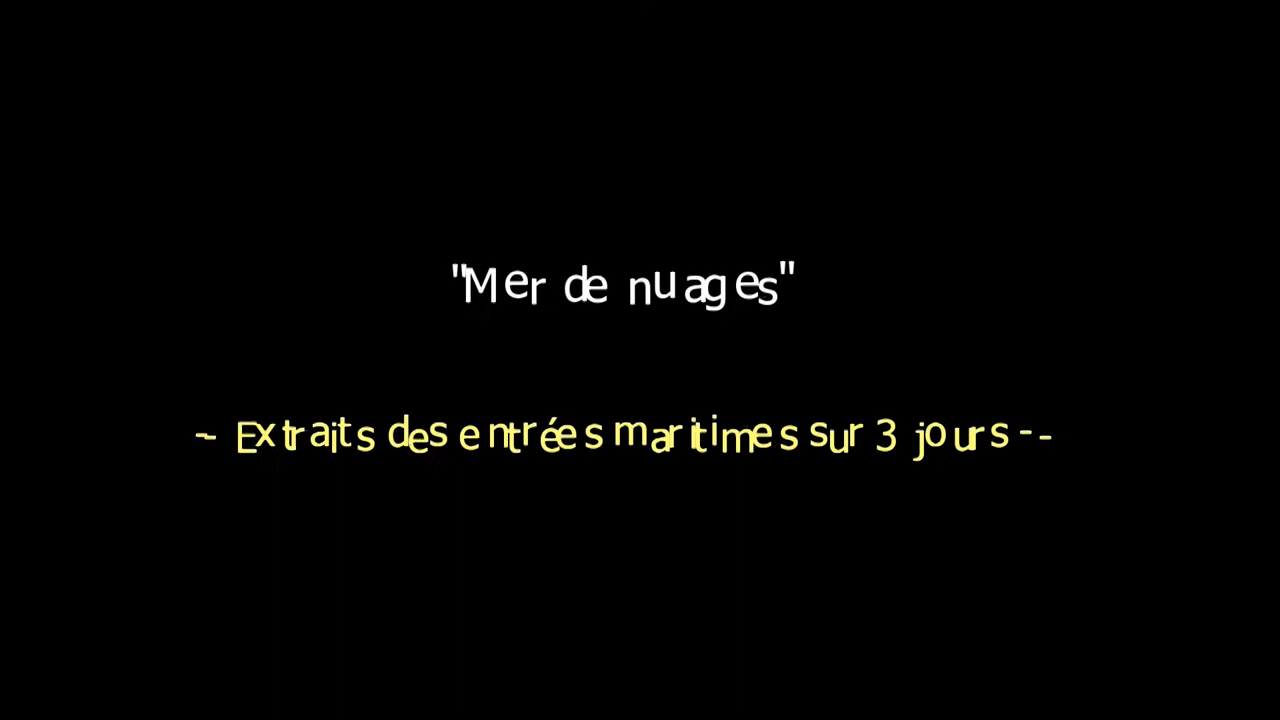 "Mer de nuages"
-- Extraits des entrées maritimes sur 3 jours --